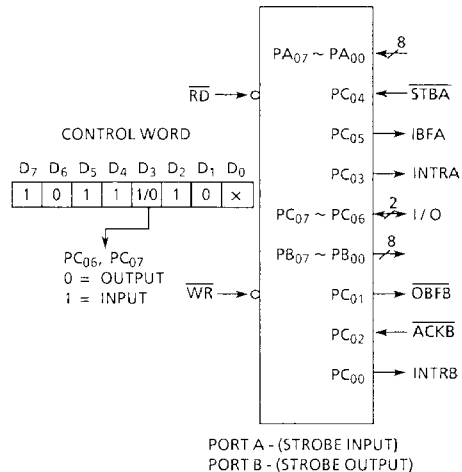 PA07 ~ PA00 8
RD PC04 STBA
CONTROL WORD PC05 IBFA
D7 D6 D5 D4 D3 D2 D1 D0 PC03 INTRA
1 0 1 1 1/0 1 0 × PC07 ~ PC06 2 I/O
PC06, PC07 PB07 ~ PB00 8
0 = OUTPUT
1 = INPUT WR PC01 OBFB
PC02 ACKB
PC00 INTRB
PORT A - (STROBE INPUT)
PORT B - (STROBE OUTPUT)